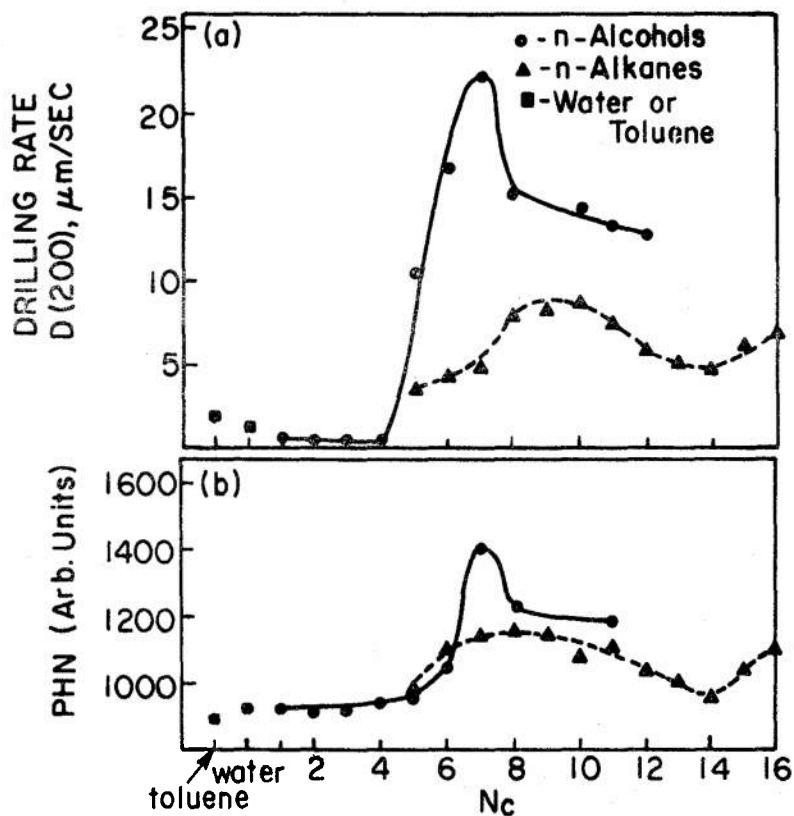 25
(a)
● -n-Alcohols
▲ -n-Alkanes
■ -Water or
Toluene
20
15
10
5
DRILLING RATE
D(200), μm/SEC
1600
(b)
1400
1200
1000
PHN (Arb. Units)
water 2 4 6 8 10 12 14 16
toluene
Nc